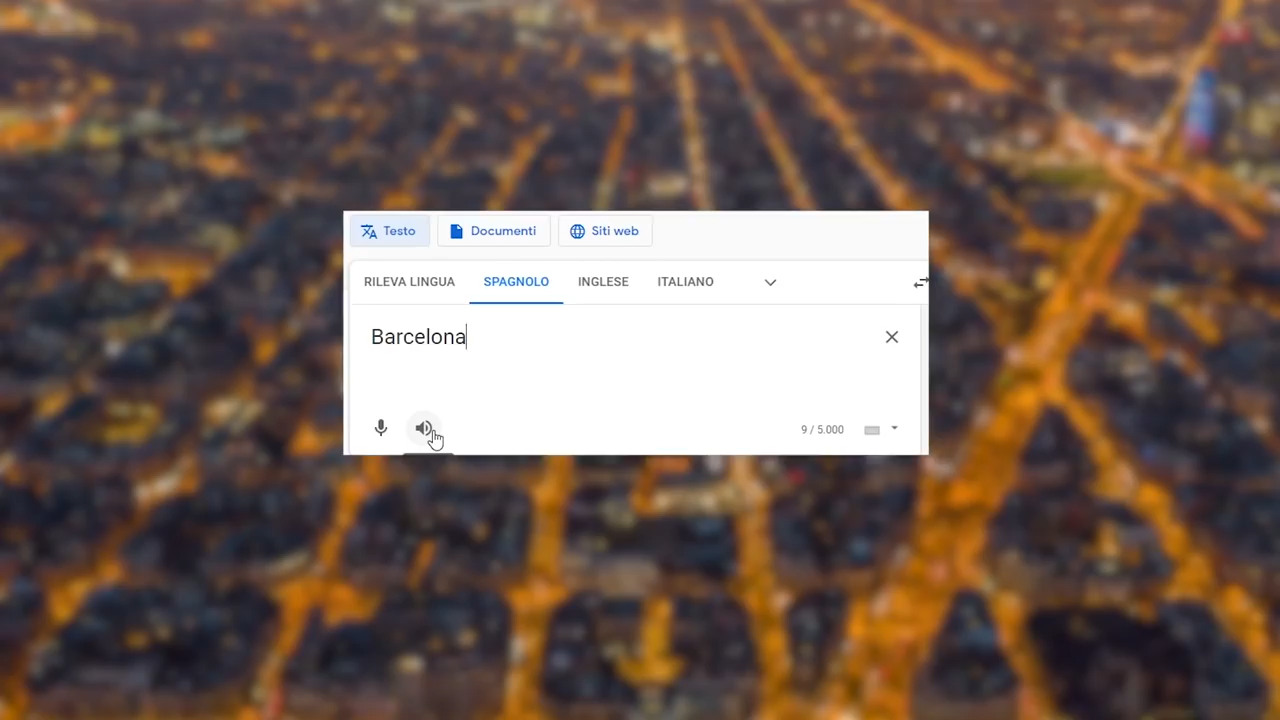 Testo Documenti Siti web
RILEVA LINGUA SPAGNOLO INGLESE ITALIANO
Barcelona
9 / 5.000